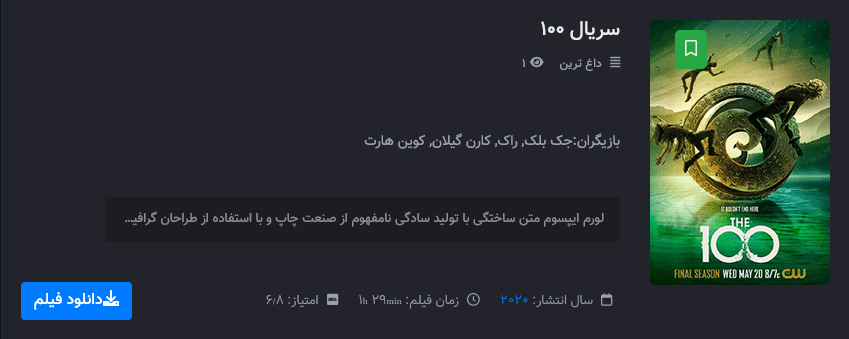 سریال ۱۰۰
داغ ترین ۱
بازیگران:جک بلک, راک, کارن گیلان, کوین هارت
لورم ایپسوم متن ساختگی با تولید سادگی نامفهوم از صنعت چاپ و با استفاده از طراحان گرافی...
سال انتشار: ۲۰۲۰ زمان فیلم: ۱h ۲۹min امتیاز: ۶/۸
دانلود فیلم
IT DOESN'T END HERE
THE
100
FINAL SEASON WED MAY 20 8/7c CW